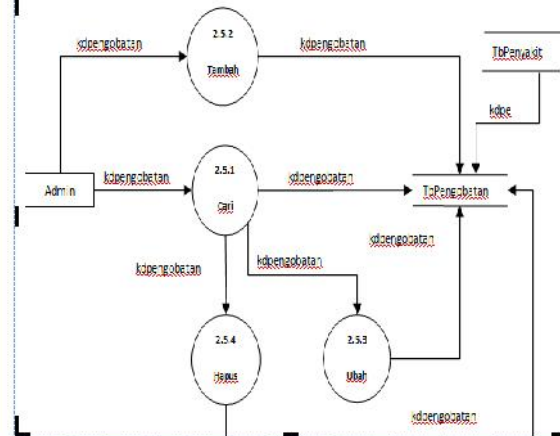 2.5.2
Tambah
kdpengobatan
kdpengobatan
TbPenyakit
kdpe
2.5.1
Cari
Admin
kdpengobatan
kdpengobatan
TbPengobatan
kdpengobatan
kdpengobatan
kdpengobatan
2.5.4
Hapus
2.5.3
Ubah
kdpengobatan